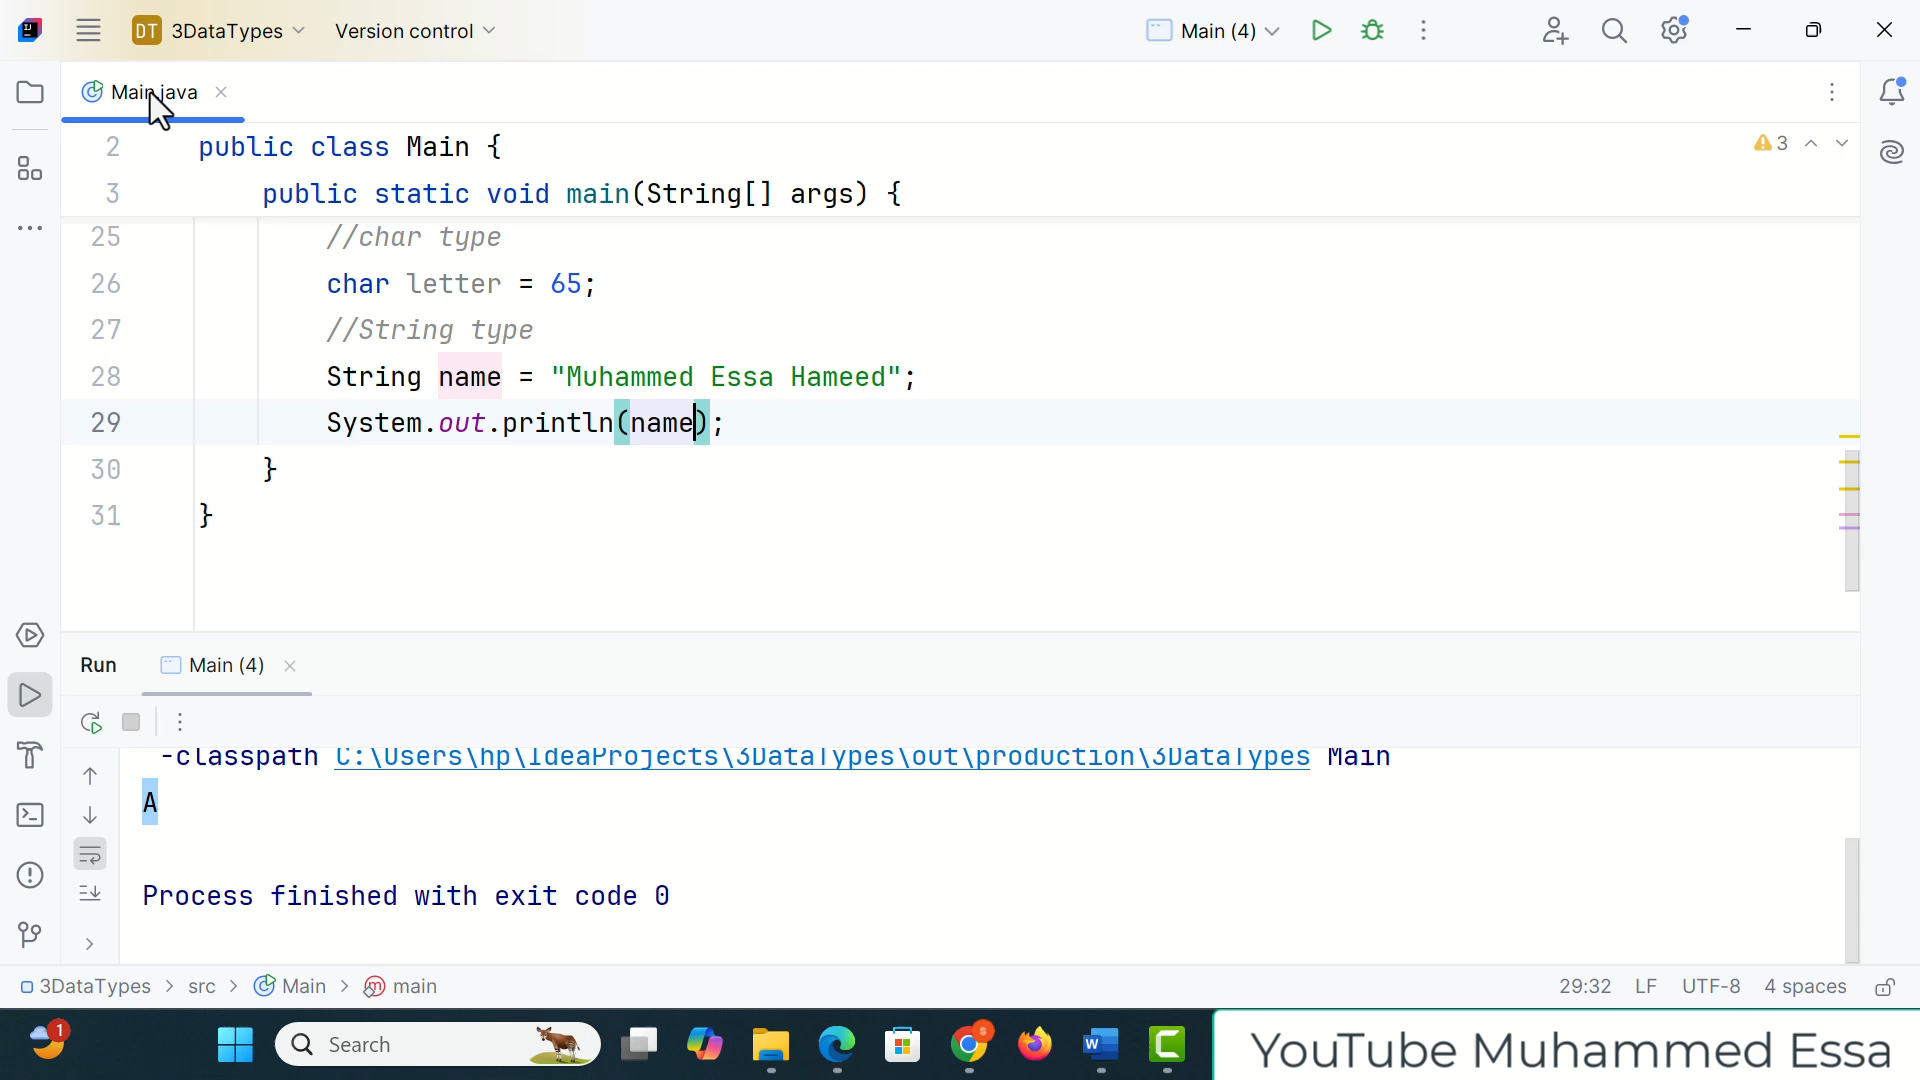 DT 3DataTypes Version control Main (4)
Main.java
2 public class Main { 3
3 public static void main(String[] args) {
25 //char type
26 char letter = 65;
27 //String type
28 String name = "Muhammed Essa Hameed";
29 System.out.println(name);
30 }
31 }
Run Main (4)
-classpath C:\Users\hp\IdeaProjects\3DataTypes\out\production\3DataTypes Main
A
Process finished with exit code 0
3DataTypes > src > Main > main 29:32 LF UTF-8 4 spaces
1 Search YouTube Muhammed Essa